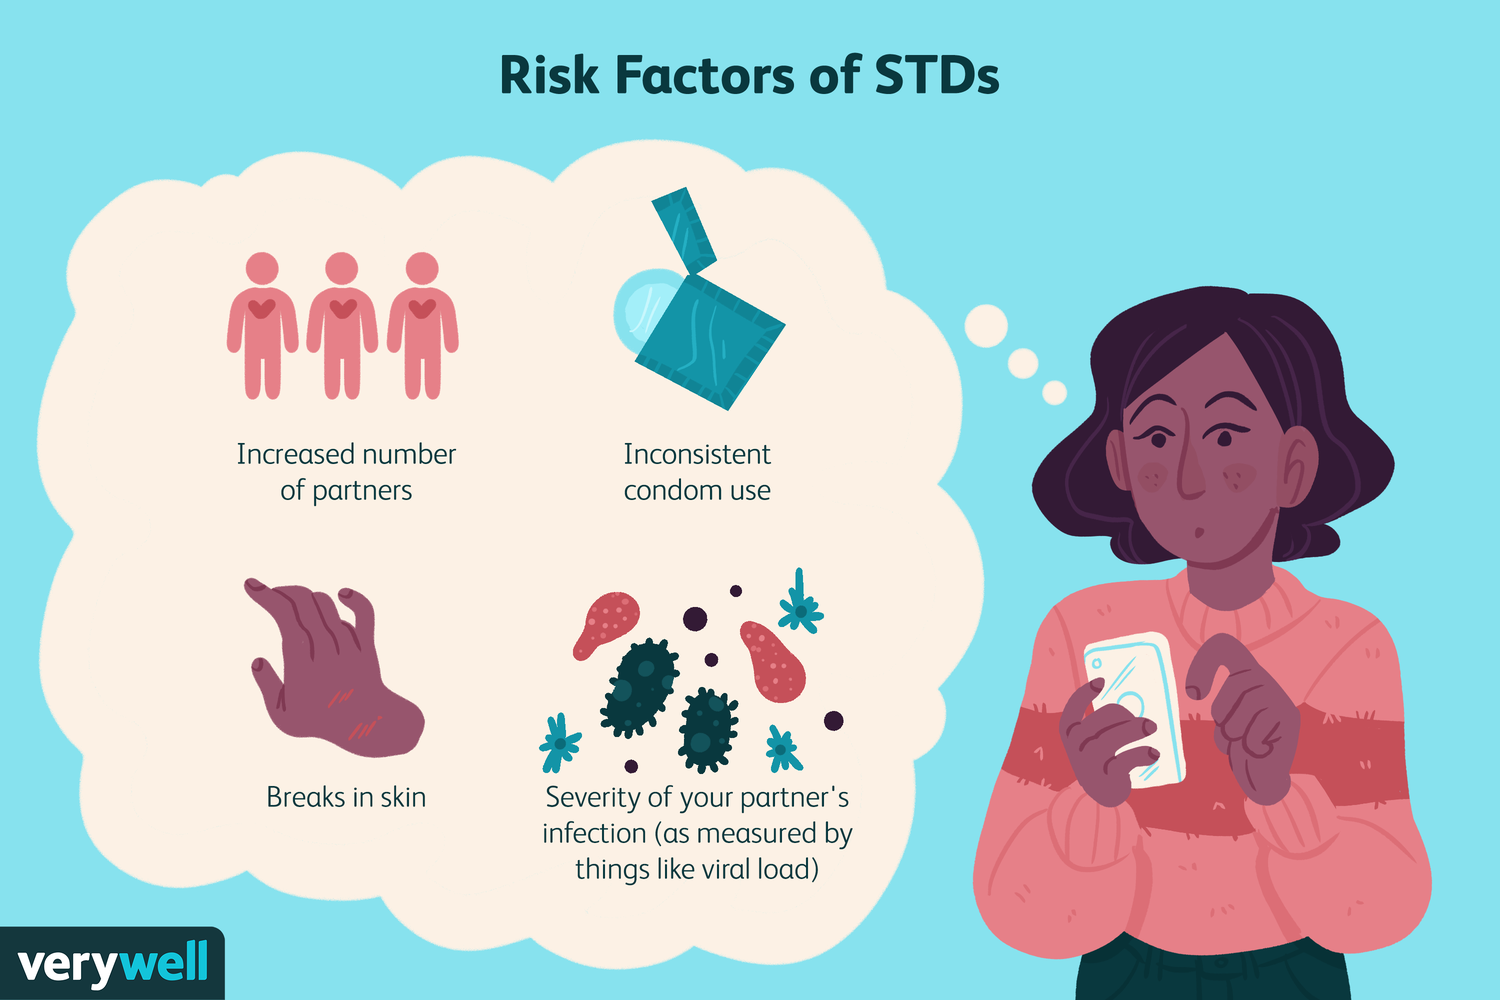 Risk Factors of STDs
Increased number
of partners
Inconsistent
condom use
Breaks in skin
Severity of your partner's
infection (as measured by
things like viral load)
verywell